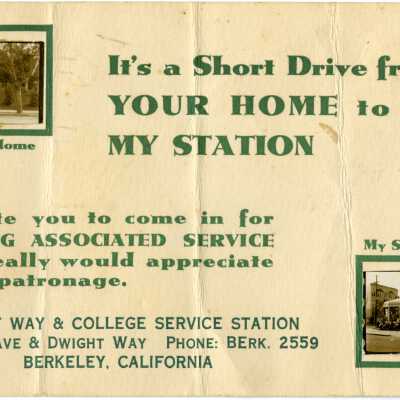 It's a Short Drive fr
YOUR HOME to
MY STATION
Home
te you to come in for
G ASSOCIATED SERVICE
eally would appreciate
patronage.
My S
WAY & COLLEGE SERVICE STATION
AVE & DWIGHT WAY PHONE: BERK. 2559
BERKELEY, CALIFORNIA